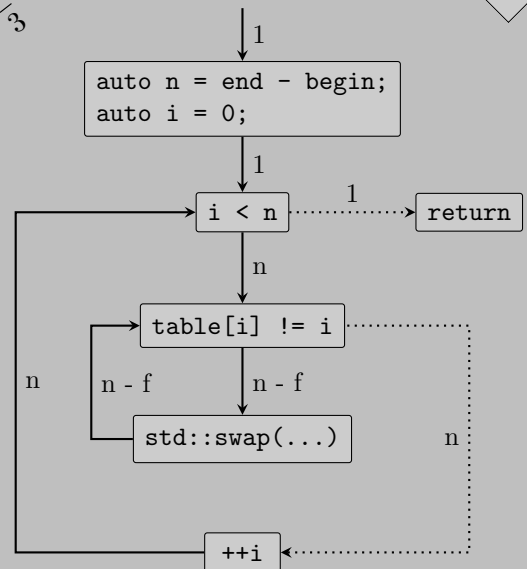 3
1
auto n = end - begin;
auto i = 0;
1
i < n
1
return
n
table[i] != i
n
n - f
n - f
std::swap(...)
n
++i